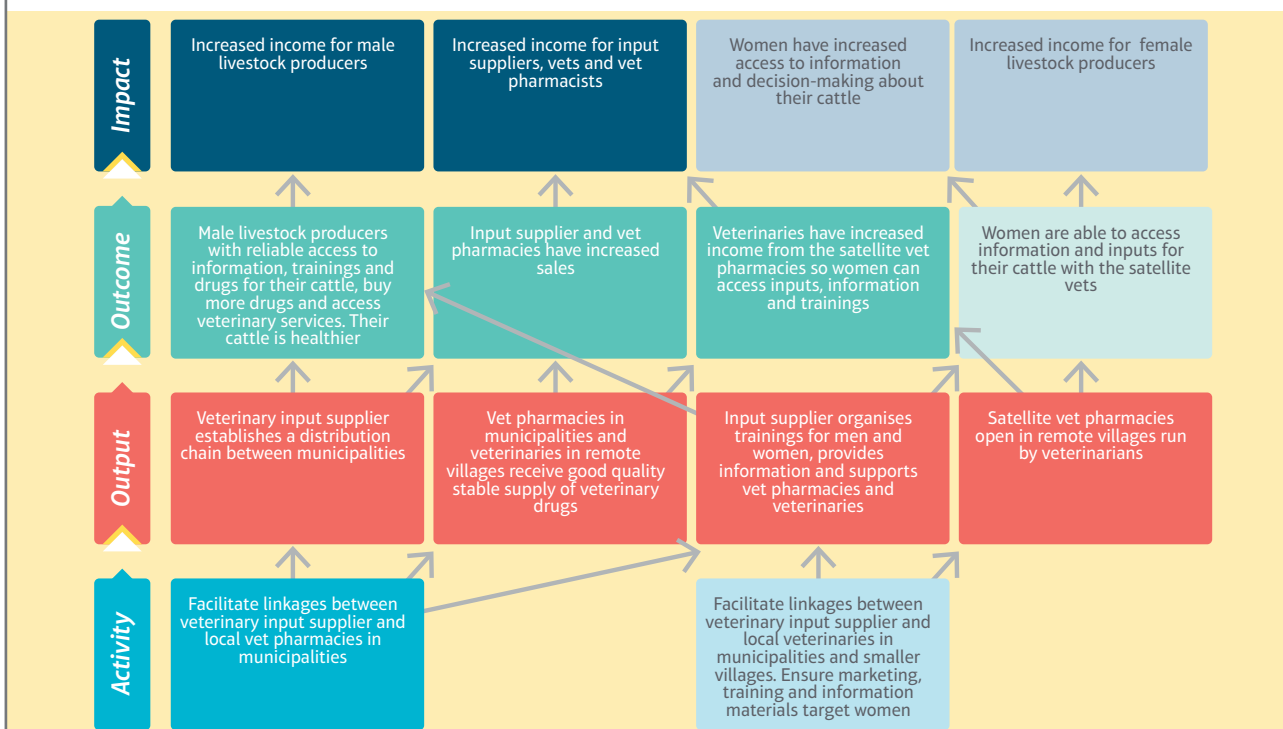 Impact
Increased income for male
livestock producers
Increased income for input
suppliers, vets and vet
pharmacists
Women have increased
access to information
and decision-making about
their cattle
Increased income for female
livestock producers
Outcome
Male livestock producers
with reliable access to
information, trainings and
drugs for their cattle, buy
more drugs and access
veterinary services. Their
cattle is healthier
Input supplier and vet
pharmacies have increased
sales
Veterinaries have increased
income from the satellite vet
pharmacies so women can
access inputs, information
and trainings
Women are able to access
information and inputs for
their cattle with the satellite
vets
Output
Veterinary input supplier
establishes a distribution
chain between municipalities
Vet pharmacies in
municipalities and
veterinaries in remote
villages receive good quality
stable supply of veterinary
drugs
Input supplier organises
trainings for men and
women, provides
information and supports
vet pharmacies and
veterinaries
Satellite vet pharmacies
open in remote villages run
by veterinarians
Activity
Facilitate linkages between
veterinary input supplier and
local vet pharmacies in
municipalities
Facilitate linkages between
veterinary input supplier and
local veterinaries in
municipalities and smaller
villages. Ensure marketing,
training and information
materials target women